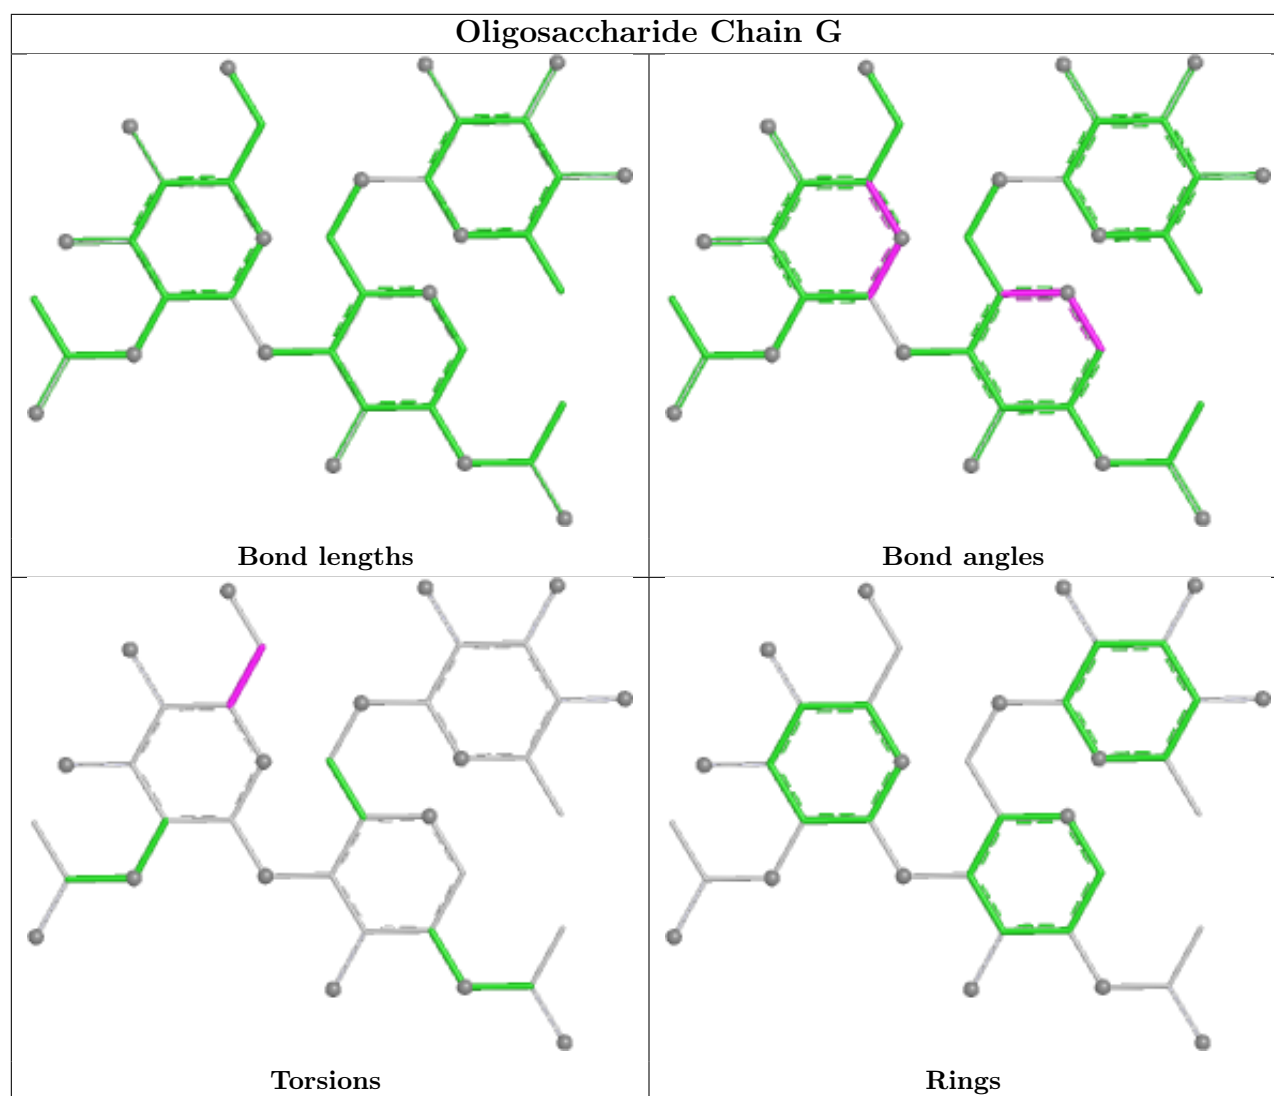 Oligosaccharide Chain G
Bond lengths
Bond angles
Torsions
Rings